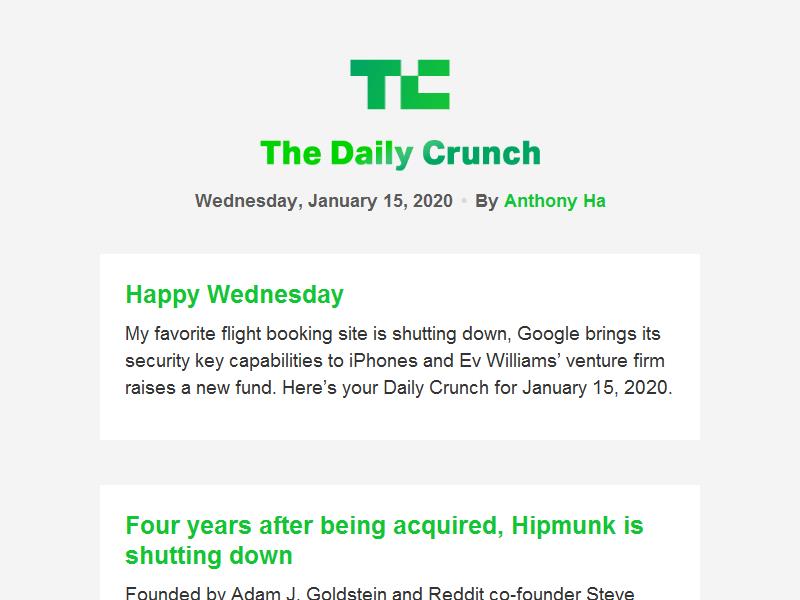 TC
The Daily Crunch
Wednesday, January 15, 2020 • By Anthony Ha
Happy Wednesday
My favorite flight booking site is shutting down, Google brings its
security key capabilities to iPhones and Ev Williams’ venture firm
raises a new fund. Here’s your Daily Crunch for January 15, 2020.
Four years after being acquired, Hipmunk is
shutting down
Founded by Adam J. Goldstein and Reddit co-founder Steve